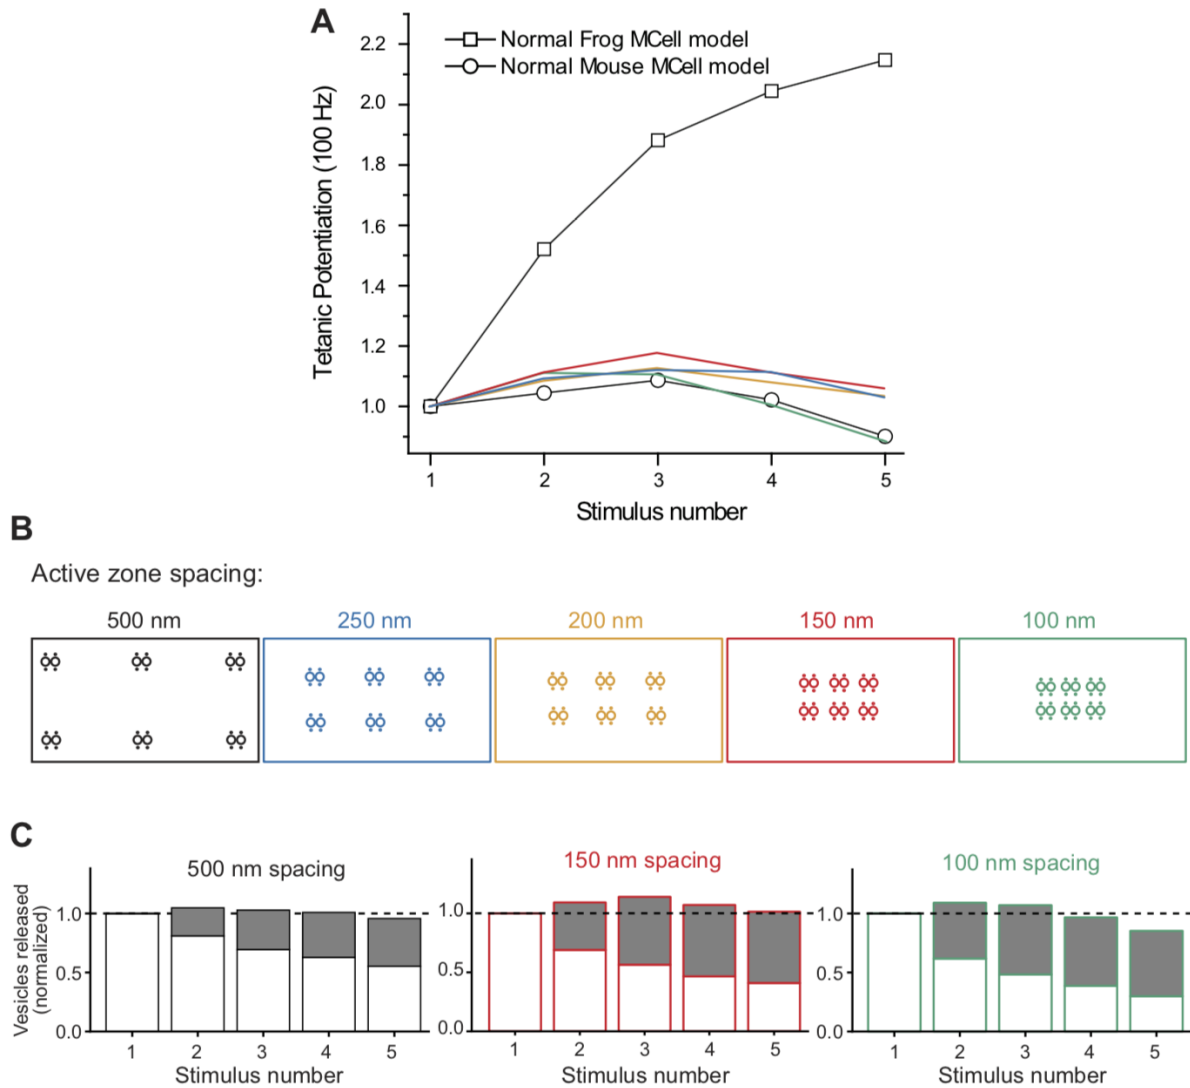 A
Normal Frog MCell model
Normal Mouse MCell model
Tetanic Potentiation (100 Hz)
2.2
2.0
1.8
1.6
1.4
1.2
1.0
1 2 3 4 5
Stimulus number
B
Active zone spacing:
500 nm 250 nm 200 nm 150 nm 100 nm
C
500 nm spacing
Vesicles released
(normalized)
1.0
0.5
0.0
1 2 3 4 5
Stimulus number
150 nm spacing
1.0
0.5
0.0
1 2 3 4 5
Stimulus number
100 nm spacing
1.0
0.5
0.0
1 2 3 4 5
Stimulus number